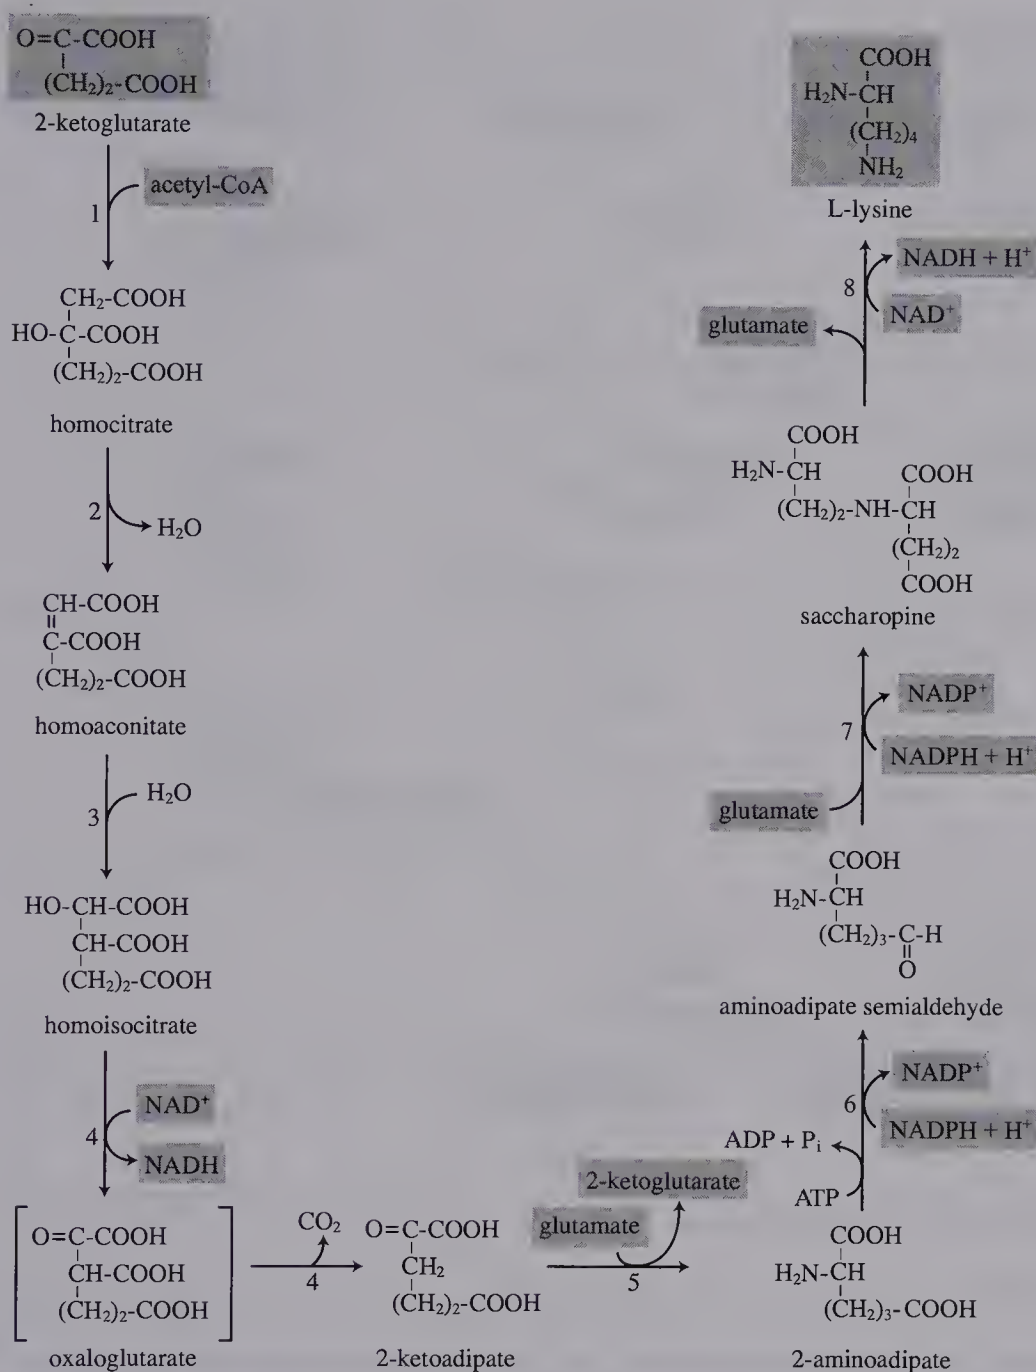 O=C-COOH
(CH₂)₂-COOH
2-ketoglutarate
acetyl-CoA
1
CH₂-COOH
HO-C-COOH
(CH₂)₂-COOH
homocitrate
2
H₂O
CH-COOH
C-COOH
(CH₂)₂-COOH
homoaconitate
H₂O
3
HO-CH-COOH
CH-COOH
(CH₂)₂-COOH
homoisocitrate
NAD⁺
4
NADH
O=C-COOH
CH-COOH
(CH₂)₂-COOH
oxaloglutarate
CO₂
4
O=C-COOH
CH₂
(CH₂)₂-COOH
2-ketoadipate
2-ketoglutarate
glutamate
5
COOH
H₂N-CH
(CH₂)₃-COOH
2-aminoadipate
NADP⁺
6
NADPH + H⁺
ADP + Pᵢ
ATP
COOH
H₂N-CH
(CH₂)₃-C-H
O
aminoadipate semialdehyde
NADP⁺
7
NADPH + H⁺
glutamate
COOH
H₂N-CH
COOH
(CH₂)₂-NH-CH
(CH₂)₂
COOH
saccharopine
NADH + H⁺
8
NAD⁺
glutamate
COOH
H₂N-CH
(CH₂)₄
NH₂
L-lysine